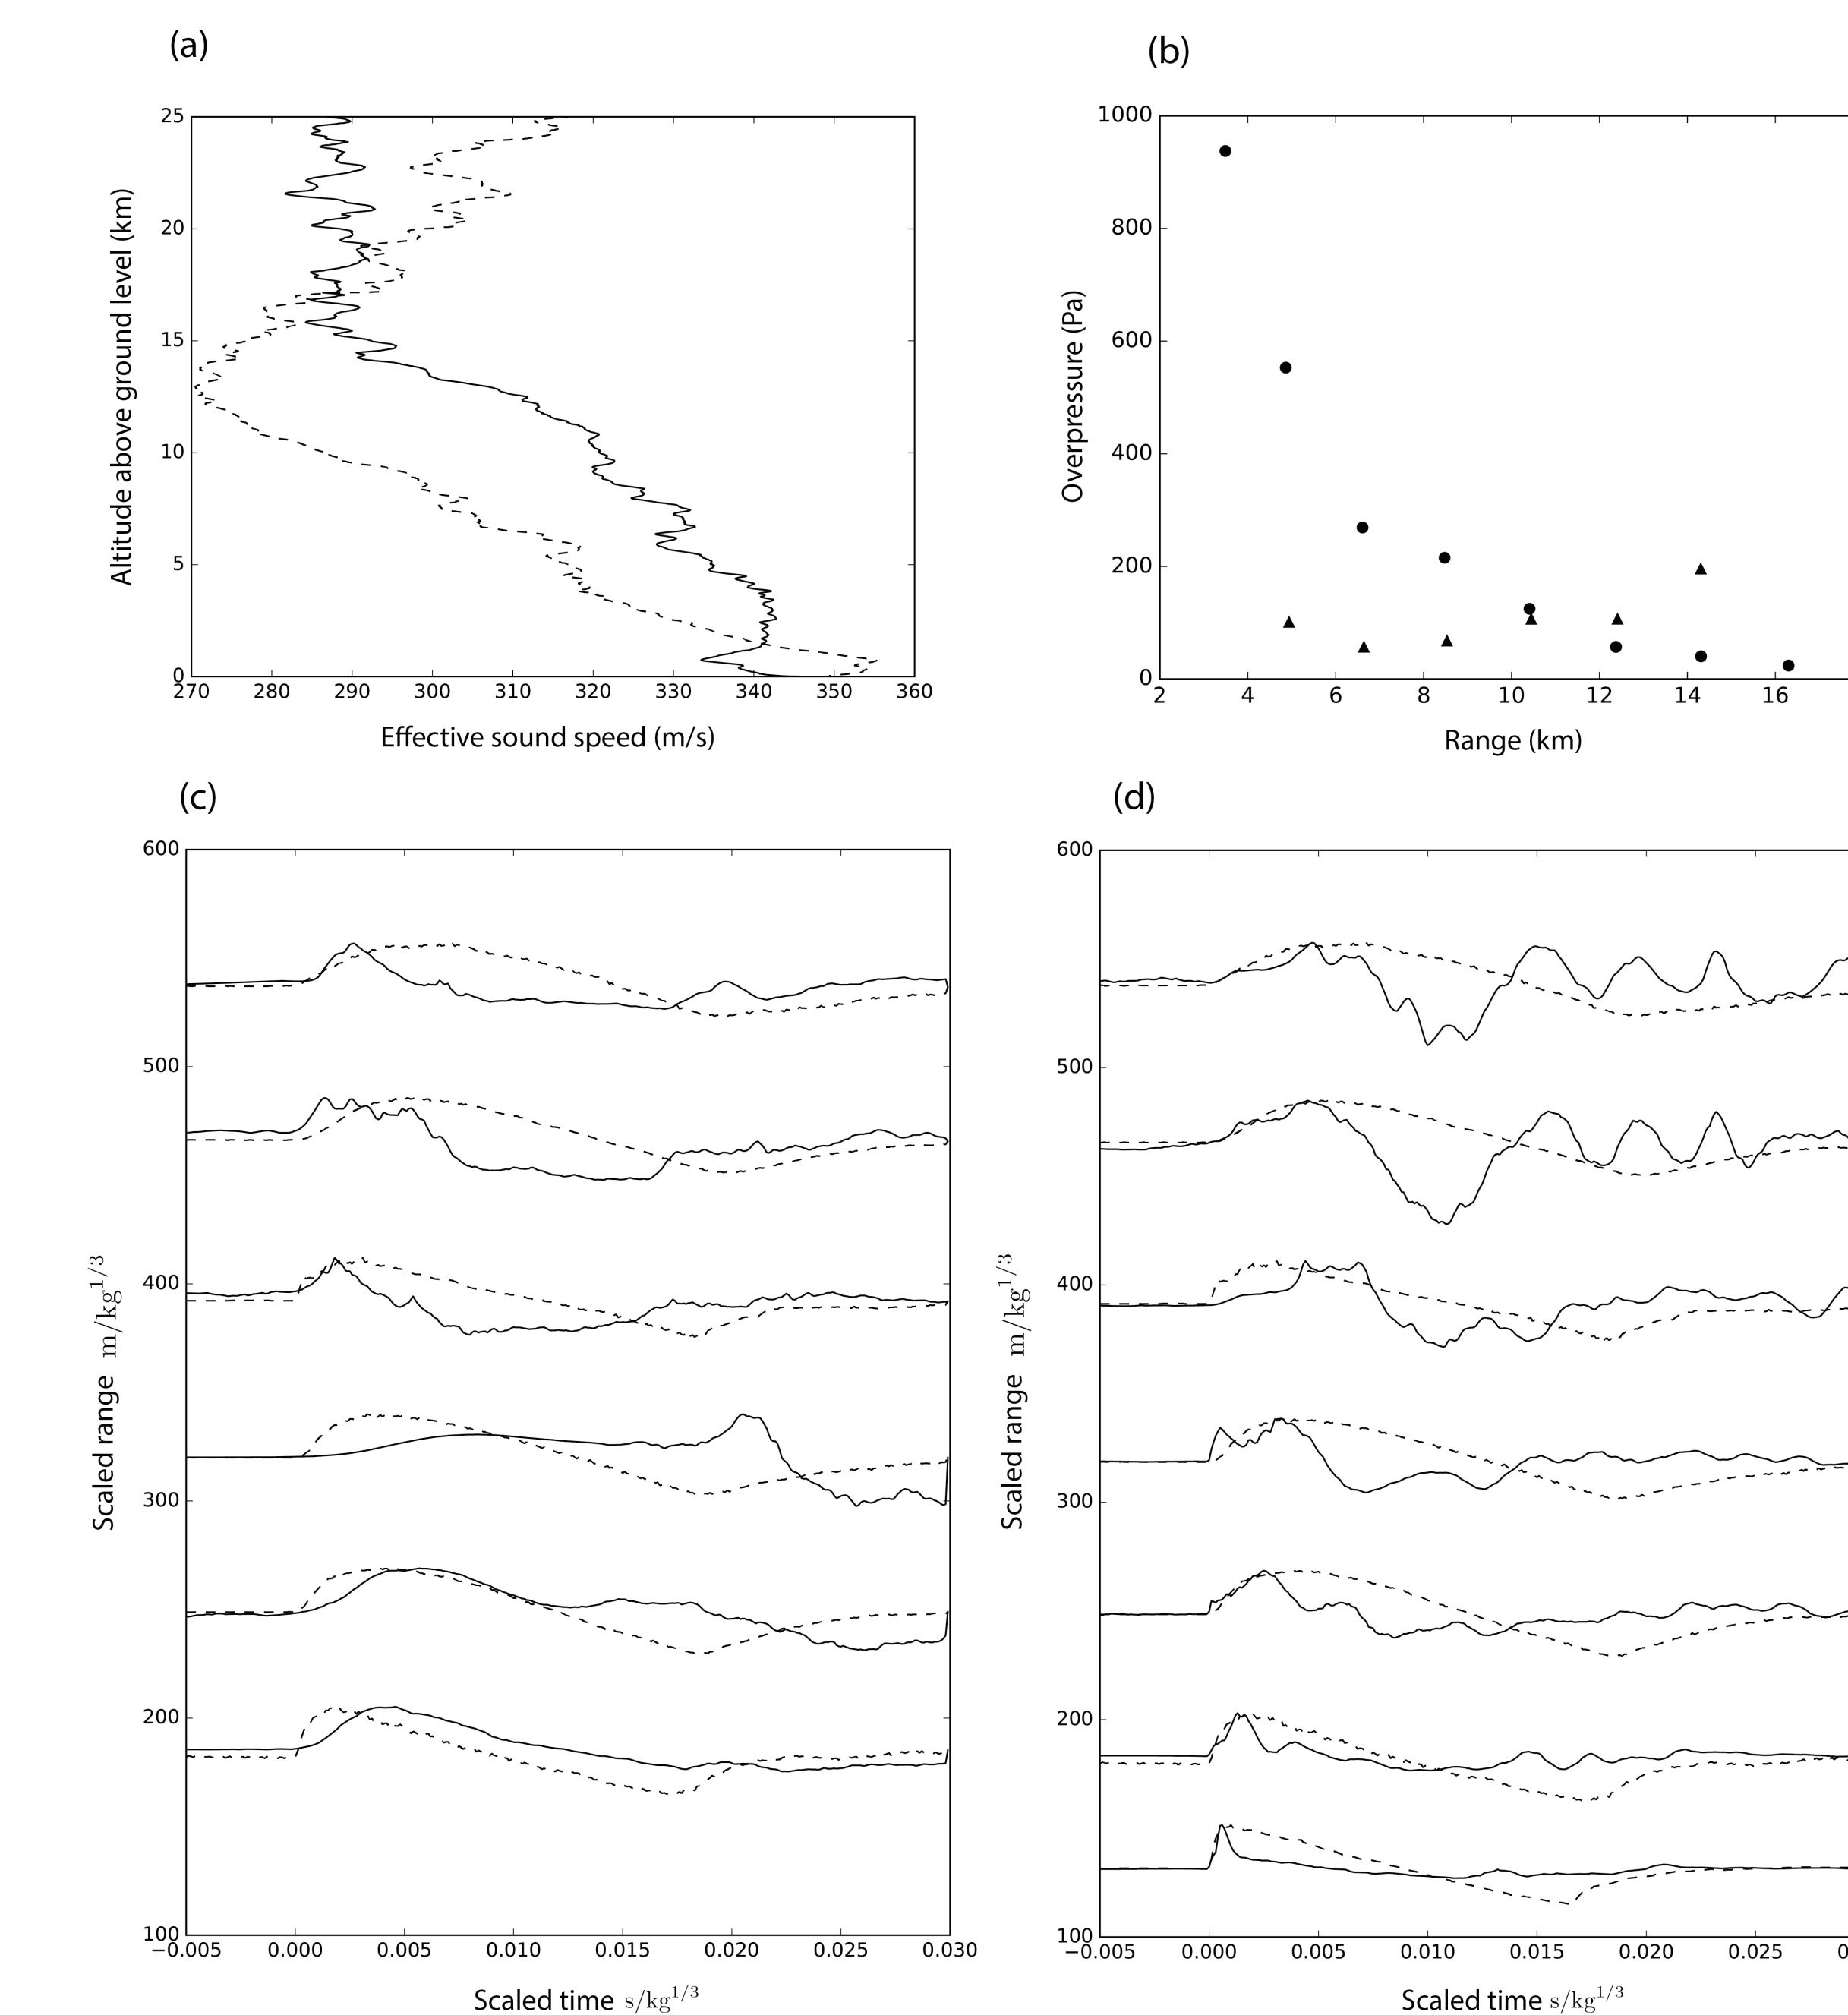 (a)
25
20
15
10
5
0
270 280 290 300 310 320 330 340 350 360
Altitude above ground level (km)
Effective sound speed (m/s)
(b)
1000
800
600
400
200
0
2 4 6 8 10 12 14 16
Overpressure (Pa)
Range (km)
(c)
600
500
400
300
200
100
−0.005 0.000 0.005 0.010 0.015 0.020 0.025 0.030
Scaled range m/kg^1/3
Scaled time s/kg^1/3
(d)
600
500
400
300
200
100
−0.005 0.000 0.005 0.010 0.015 0.020 0.025
Scaled range m/kg^1/3
Scaled time s/kg^1/3